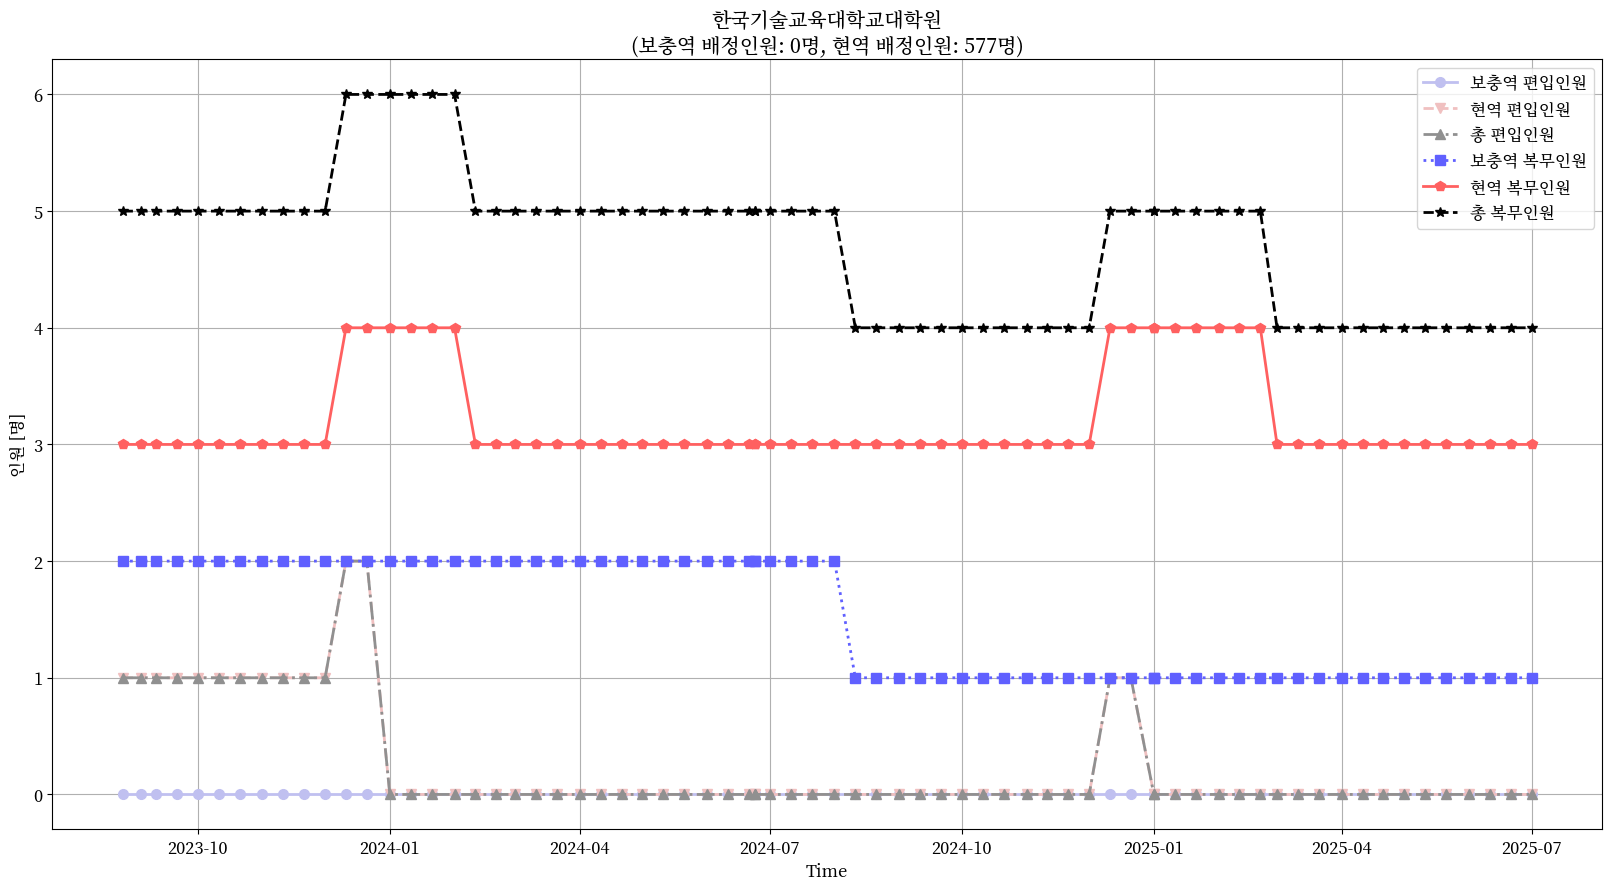 한국기술교육대학교대학원
(보충역 배정인원: 0명, 현역 배정인원: 577명)
보충역 편입인원
현역 편입인원
총 편입인원
보충역 복무인원
현역 복무인원
총 복무인원
인원 [명]
6
5
4
3
2
1
0
2023-10
2024-01
2024-04
2024-07
2024-10
2025-01
2025-04
2025-07
Time